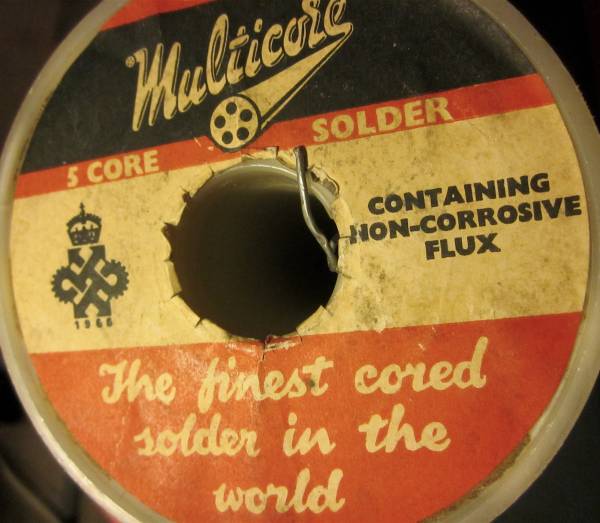 Multicore
5 CORE SOLDER
CONTAINING
NON-CORROSIVE
FLUX
1966
The finest cored
solder in the
world